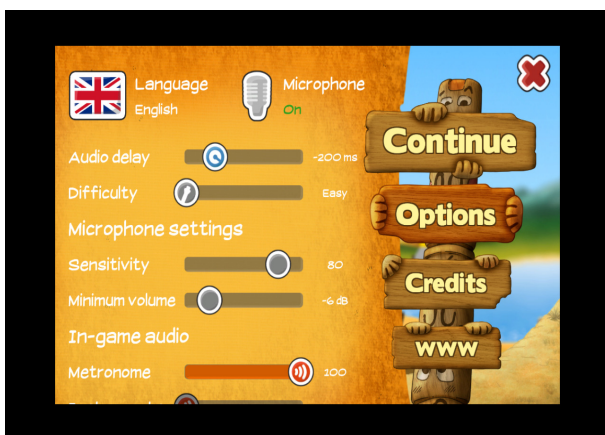 Language
English
Microphone
On
Audio delay
-200 ms
Difficulty
Easy
Microphone settings
Sensitivity
80
Minimum volume
-6 dB
In-game audio
Metronome
100
Continue
Options
Credits
WWW